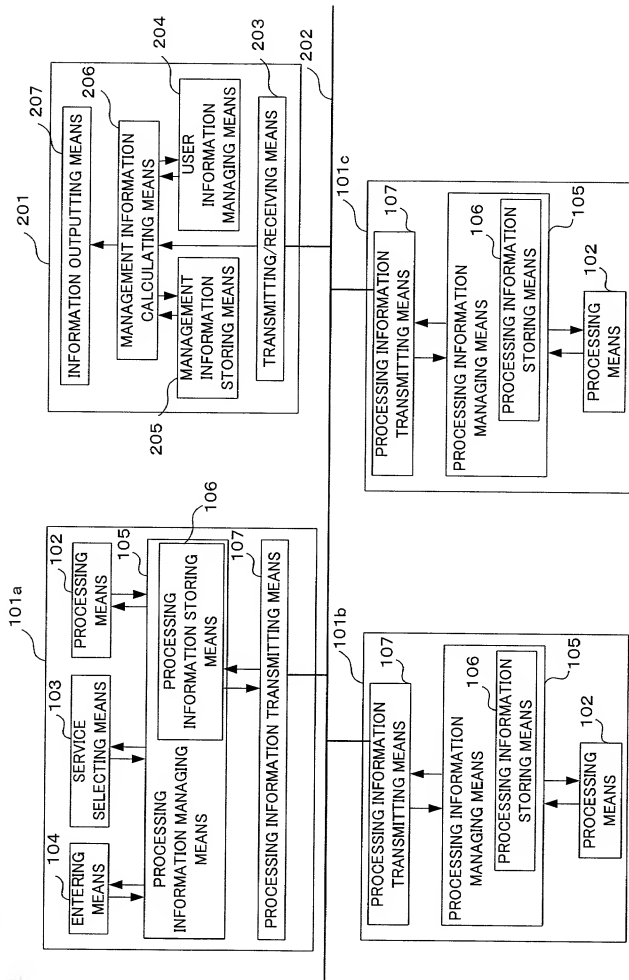 101a
104
ENTERING
MEANS
103
SERVICE
SELECTING MEANS
102
PROCESSING
MEANS
105
PROCESSING
INFORMATION MANAGING
MEANS
106
PROCESSING
INFORMATION STORING
MEANS
107
PROCESSING INFORMATION TRANSMITTING MEANS
201
207
INFORMATION OUTPUTTING MEANS
206
MANAGEMENT INFORMATION
CALCULATING MEANS
205
MANAGEMENT
INFORMATION
STORING MEANS
204
USER
INFORMATION
MANAGING MEANS
203
TRANSMITTING/RECEIVING MEANS
202
101b
107
PROCESSING INFORMATION
TRANSMITTING MEANS
PROCESSING INFORMATION
MANAGING MEANS
106
PROCESSING INFORMATION
STORING MEANS
105
102
PROCESSING
MEANS
101c
107
PROCESSING INFORMATION
TRANSMITTING MEANS
PROCESSING INFORMATION
MANAGING MEANS
106
PROCESSING INFORMATION
STORING MEANS
105
102
PROCESSING
MEANS